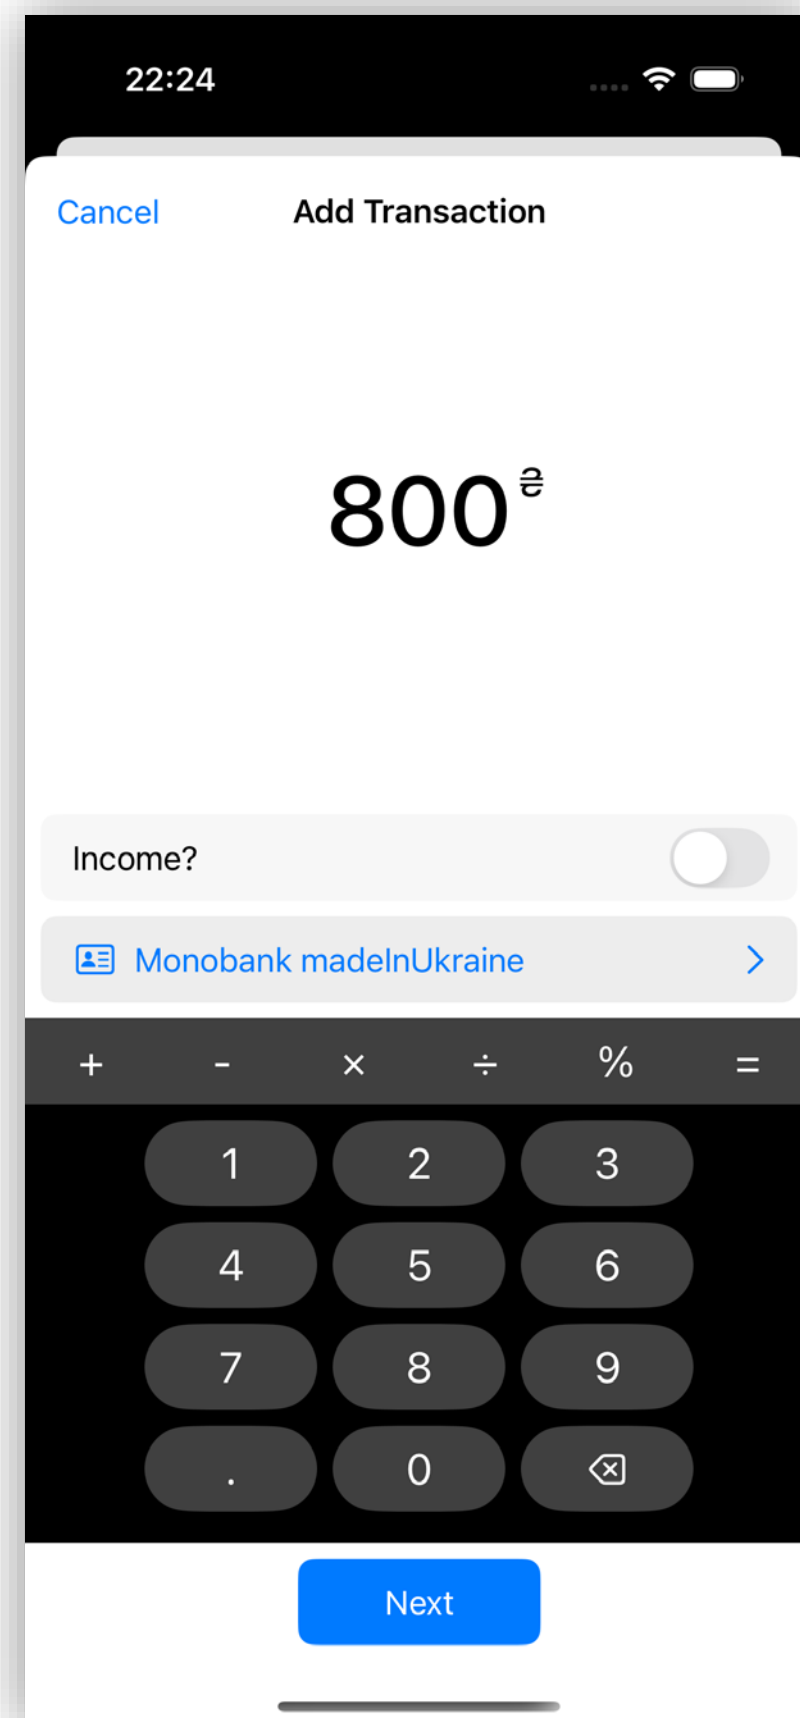 22:24
Cancel Add Transaction
800₴
Income?
Monobank madeInUkraine
+ - × ÷ % =
1 2 3
4 5 6
7 8 9
. 0
Next